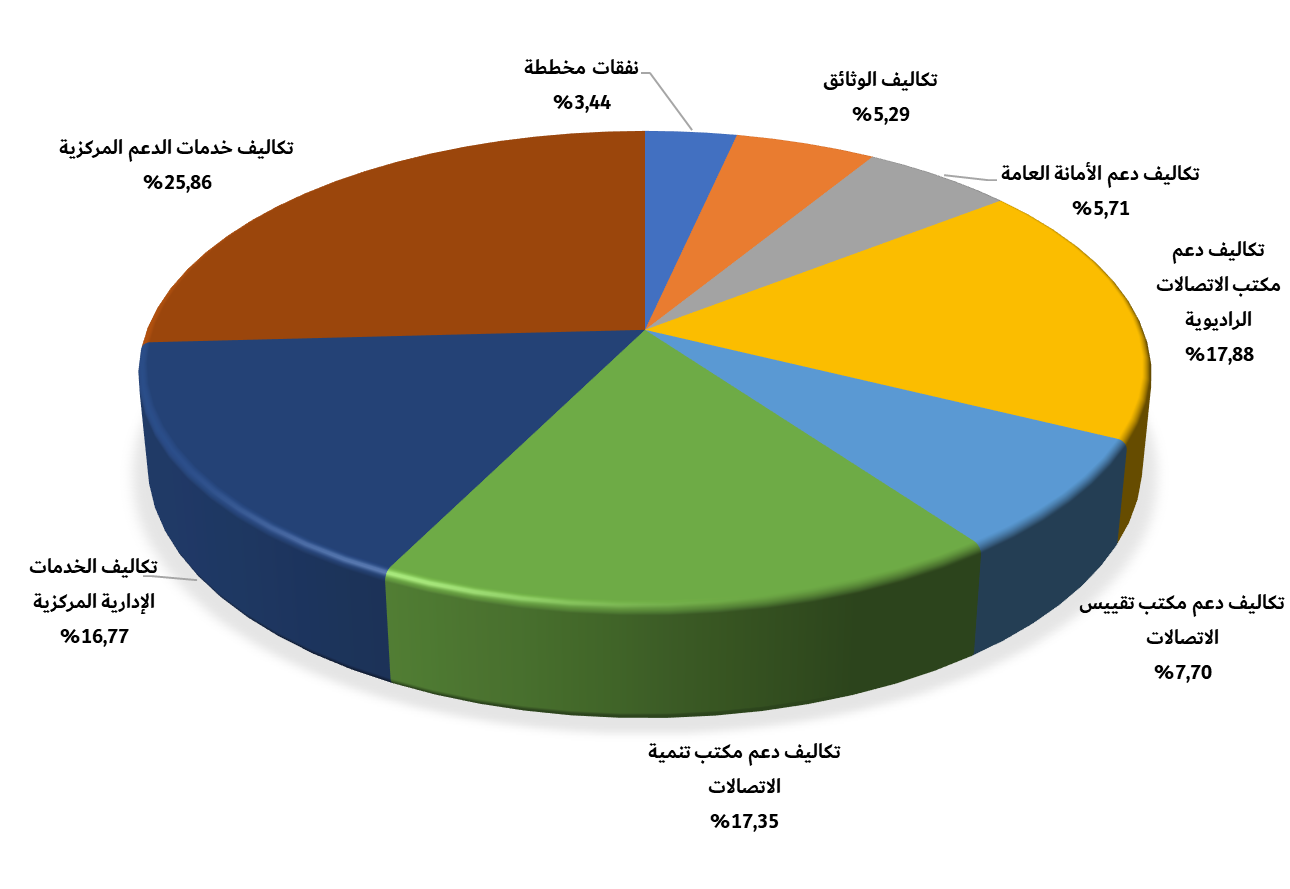 نفقات مخططة
%3,44
تكاليف الوثائق
%5,29
تكاليف دعم الأمانة العامة
%5,71
تكاليف دعم
مكتب الاتصالات
الراديوية
%17,88
تكاليف دعم مكتب تقييس
الاتصالات
%7,70
تكاليف دعم مكتب تنمية
الاتصالات
%17,35
تكاليف الخدمات
الإدارية المركزية
%16,77
تكاليف خدمات الدعم المركزية
%25,86